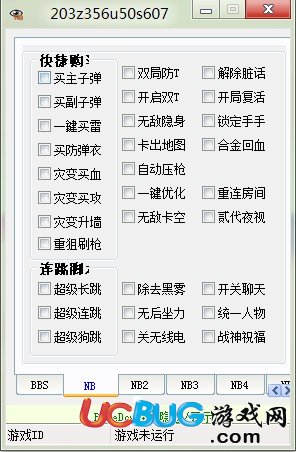 203z356u50s607
快捷购买
买主子弹
买副子弹
一键买雷
买防弹衣
灾变买血
灾变买攻
灾变升墙
重狙刷枪
双局防T
开启双T
无敌隐身
卡出地图
自动压枪
一键优化
无敌卡空
解除脏话
开局复活
锁定手手
合金回血
重连房间
贰代夜视
连跳脚本
超级长跳
超级连跳
超级狗跳
除去黑雾
无后坐力
关无线电
开关聊天
统一人物
战神祝福
BBS NB NB2 NB3 NB4
UCBUG游戏网
游戏ID 游戏未运行